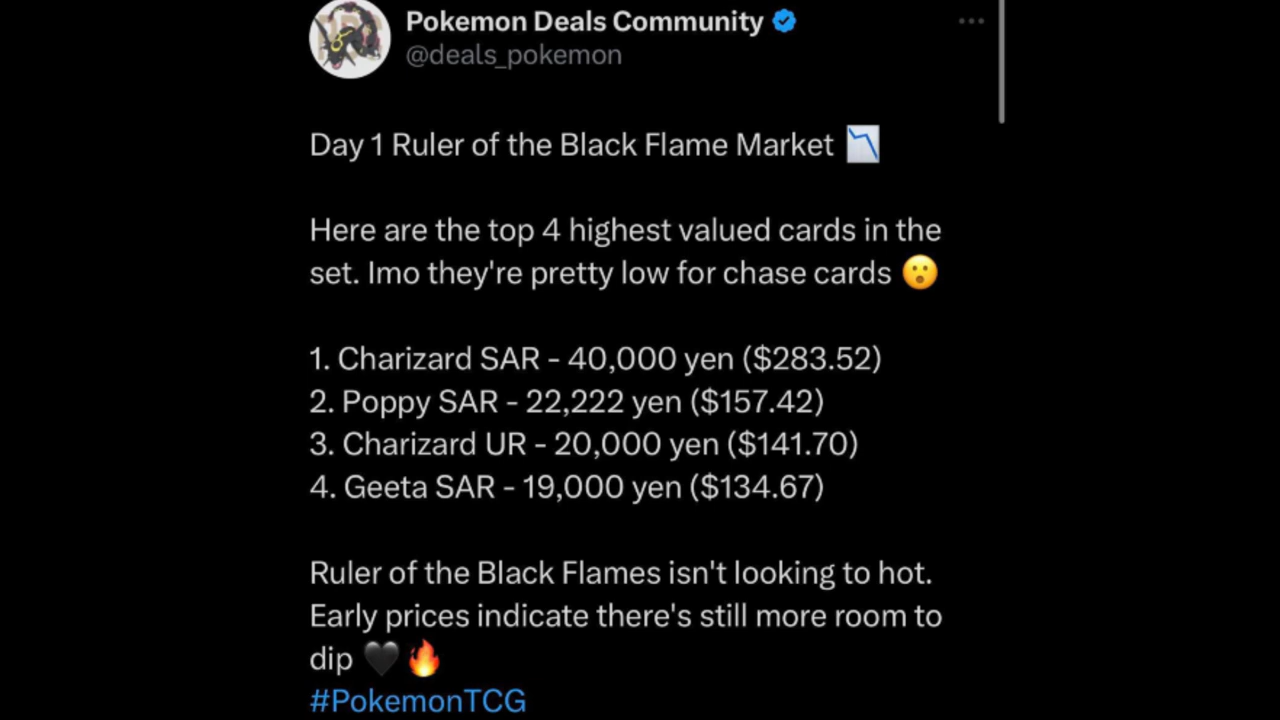 Pokemon Deals Community
@deals_pokemon
Day 1 Ruler of the Black Flame Market 📉
Here are the top 4 highest valued cards in the
set. Imo they're pretty low for chase cards 😮
1. Charizard SAR - 40,000 yen ($283.52)
2. Poppy SAR - 22,222 yen ($157.42)
3. Charizard UR - 20,000 yen ($141.70)
4. Geeta SAR - 19,000 yen ($134.67)
Ruler of the Black Flames isn't looking to hot.
Early prices indicate there's still more room to
dip 🖤🔥
#PokemonTCG